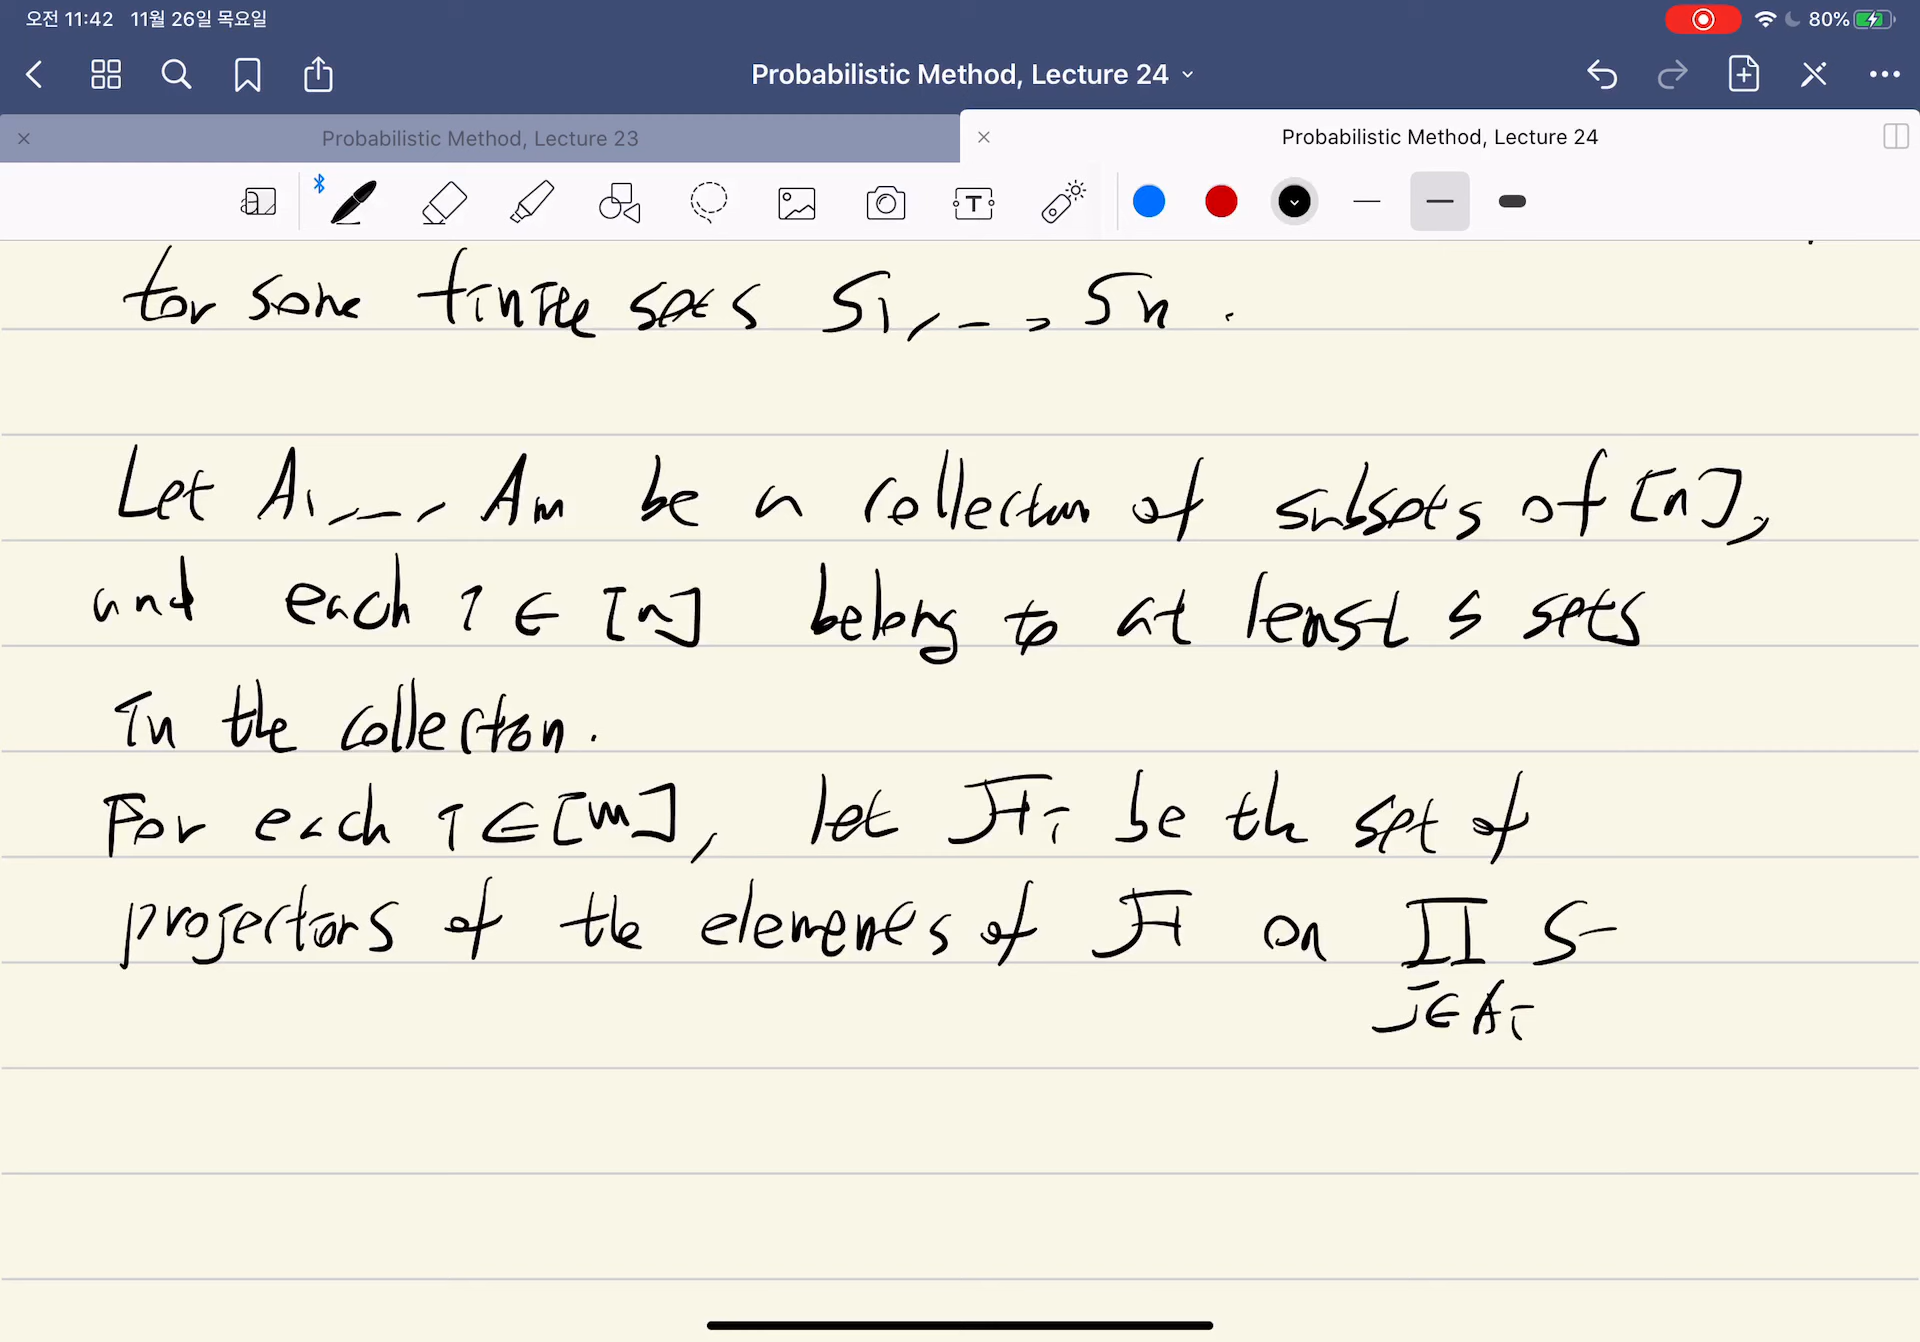 오전 11:42 11월 26일 목요일 80%
Probabilistic Method, Lecture 24
Probabilistic Method, Lecture 23
Probabilistic Method, Lecture 24
for some finite sets S1, ..., Sn.
Let A1, ..., Am be a collection of subsets of [n],
and each i ∈ [n] belong to at least s sets
in the collection.
For each i ∈ [m], let Fi be the set of
projections of the elements of F on ∏ S
j ∈ Ai